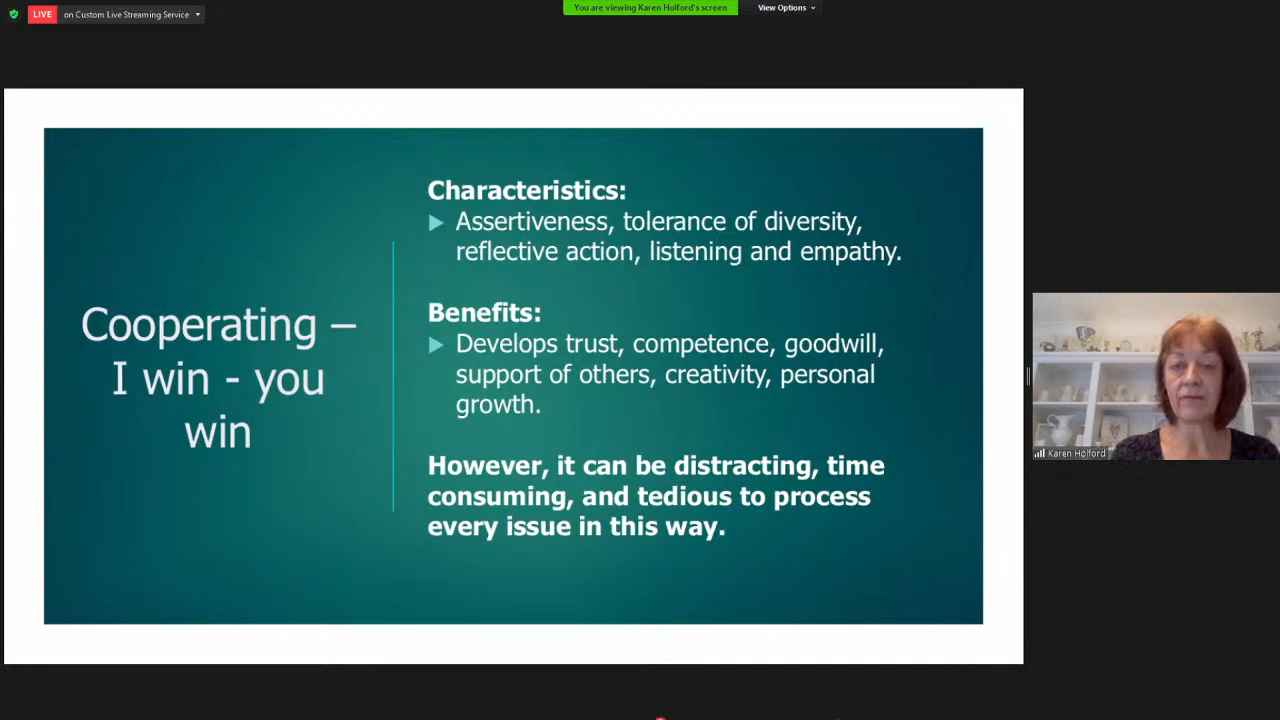 LIVE on Custom Live Streaming Service
You are viewing Karen Holford's screen
View Options
Cooperating –
I win - you
win
Characteristics:
Assertiveness, tolerance of diversity,
reflective action, listening and empathy.
Benefits:
Develops trust, competence, goodwill,
support of others, creativity, personal
growth.
However, it can be distracting, time
consuming, and tedious to process
every issue in this way.
Karen Holford